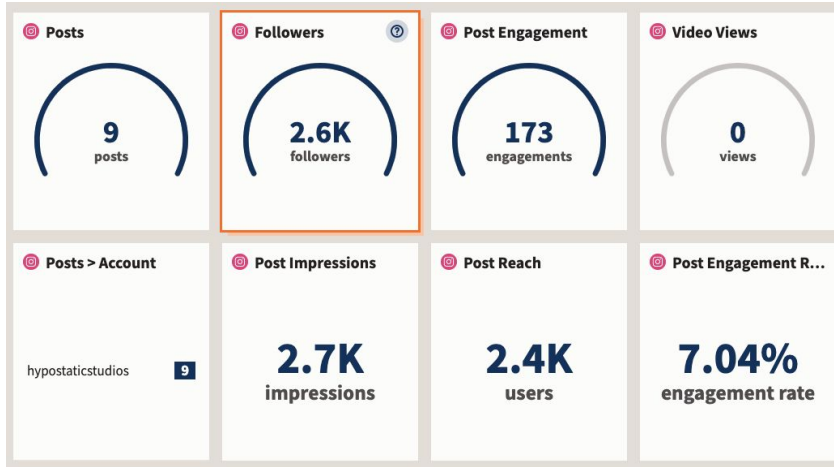 Posts
9
posts
Followers
?
2.6K
followers
Post Engagement
173
engagements
Video Views
0
views
Posts > Account
hypostaticstudios 9
Post Impressions
2.7K
impressions
Post Reach
2.4K
users
Post Engagement R...
7.04%
engagement rate